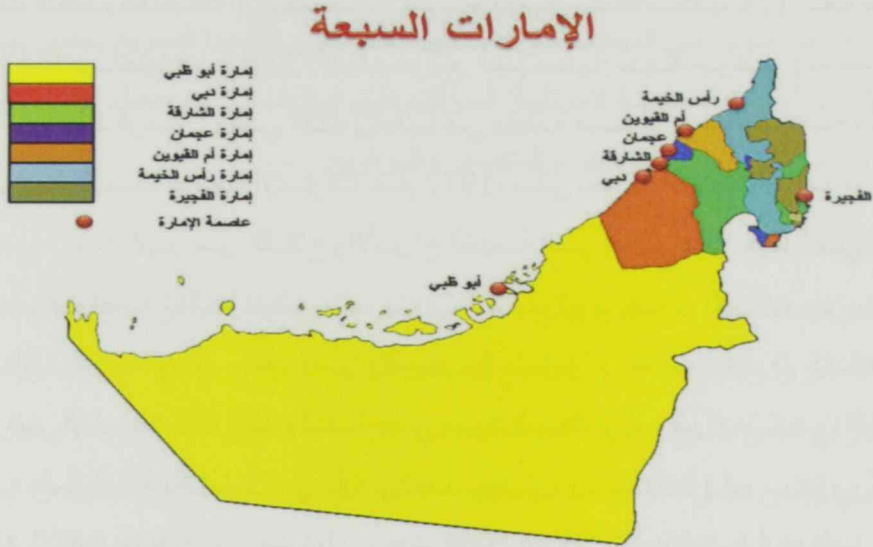 الإمارات السبعة
إمارة أبو ظبي
إمارة دبي
إمارة الشارقة
إمارة عجمان
إمارة أم القيوين
إمارة رأس الخيمة
إمارة الفجيرة
عاصمة الإمارة
رأس الخيمة
أم القيوين
عجمان
الشارقة
دبي
الفجيرة
أبو ظبي